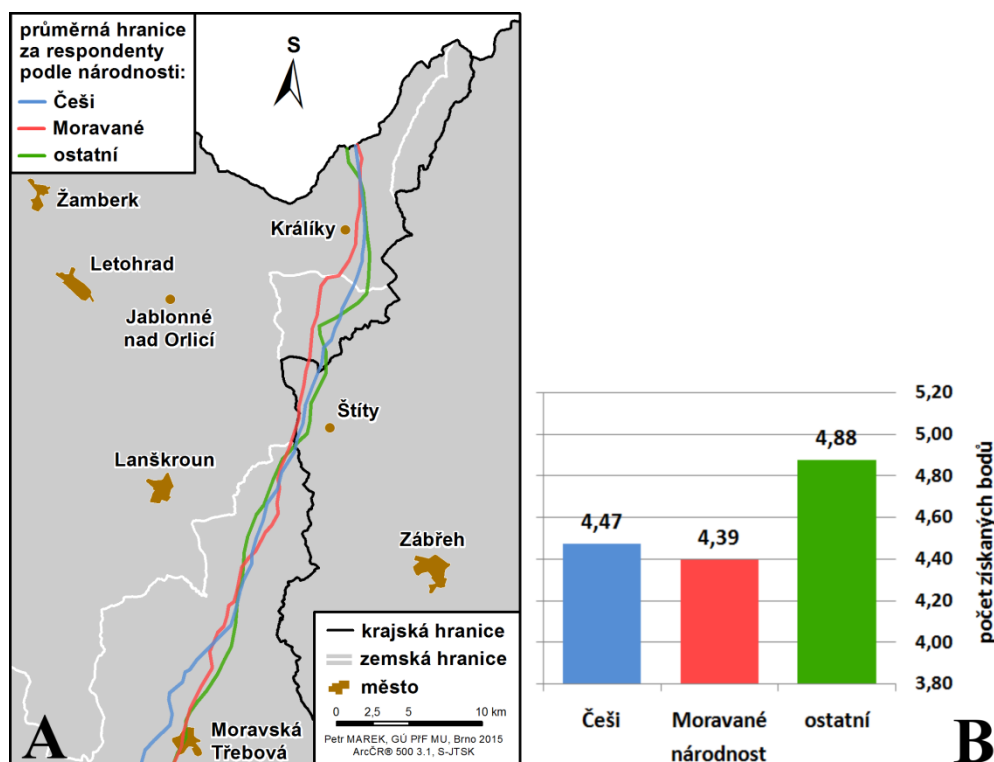 průměrná hranice
za respondenty
podle národnosti:
Češi
Moravané
ostatní
S
Žamberk
Králíky
Letohrad
Jablonné
nad Orlicí
Štíty
Lanškroun
Zábřeh
Moravská
Třebová
krajská hranice
zemská hranice
město
0 2,5 5 10 km
Petr MAREK, GÚ PřF MU, Brno 2015
ArcČR® 500 3.1, S-JTSK
A
5,20
5,00
4,80
4,60
4,40
4,20
4,00
3,80
počet získaných bodů
4,47
4,39
4,88
Češi Moravané ostatní
národnost
B